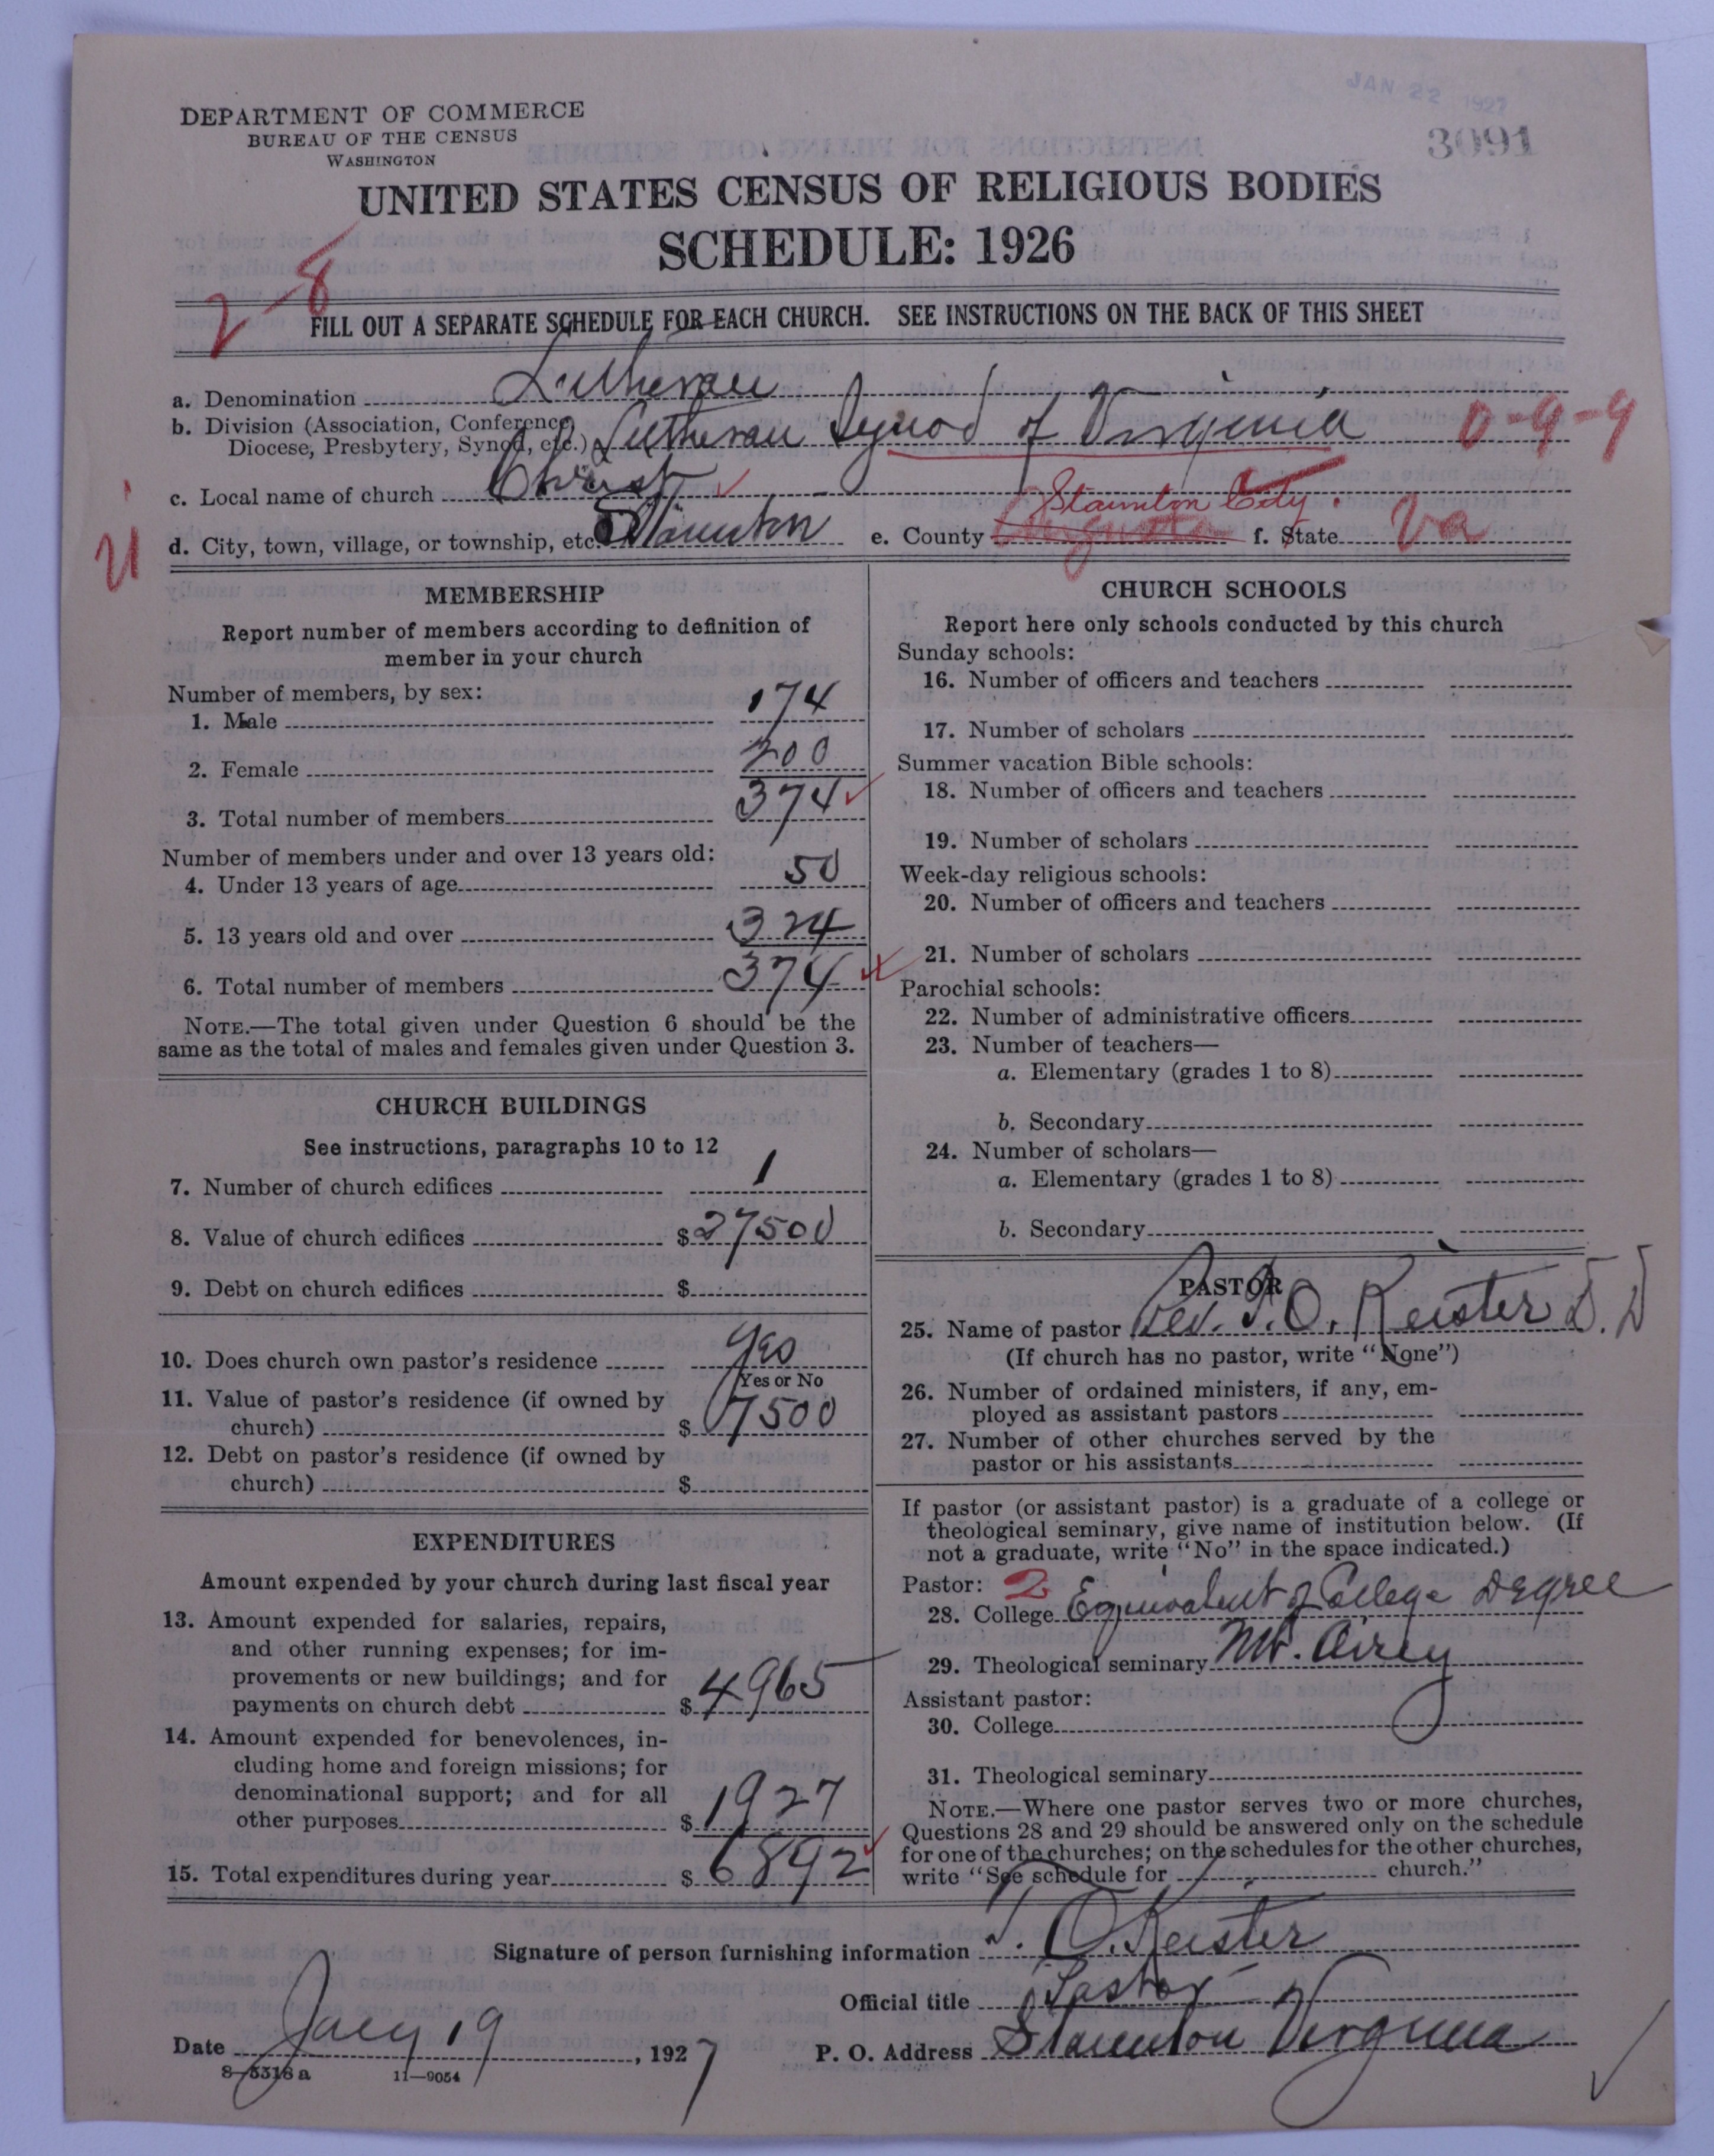 JAN 22 1927
3091
DEPARTMENT OF COMMERCE
BUREAU OF THE CENSUS
WASHINGTON
UNITED STATES CENSUS OF RELIGIOUS BODIES
SCHEDULE: 1926
2-8
FILL OUT A SEPARATE SCHEDULE FOR EACH CHURCH. SEE INSTRUCTIONS ON THE BACK OF THIS SHEET
a. Denomination Lutheran
b. Division (Association, Conference,
Diocese, Presbytery, Synod, etc.) Lutheran Synod of Virginia 0-9-9
c. Local name of church Christ
Staunton City
d. City, town, village, or township, etc. Staunton e. County Augusta f. State Va
MEMBERSHIP
Report number of members according to definition of
member in your church
Number of members, by sex:
1. Male 174
2. Female 200
3. Total number of members 374
Number of members under and over 13 years old:
4. Under 13 years of age 50
5. 13 years old and over 324
6. Total number of members 374
NOTE.—The total given under Question 6 should be the
same as the total of males and females given under Question 3.
CHURCH BUILDINGS
See instructions, paragraphs 10 to 12
7. Number of church edifices 1
8. Value of church edifices $ 27500
9. Debt on church edifices $
10. Does church own pastor's residence yes
Yes or No
11. Value of pastor's residence (if owned by
church) $ 7500
12. Debt on pastor's residence (if owned by
church) $
EXPENDITURES
Amount expended by your church during last fiscal year
13. Amount expended for salaries, repairs,
and other running expenses; for im-
provements or new buildings; and for
payments on church debt $ 4965
14. Amount expended for benevolences, in-
cluding home and foreign missions; for
denominational support; and for all
other purposes $ 1927
15. Total expenditures during year $ 6892
CHURCH SCHOOLS
Report here only schools conducted by this church
Sunday schools:
16. Number of officers and teachers
17. Number of scholars
Summer vacation Bible schools:
18. Number of officers and teachers
19. Number of scholars
Week-day religious schools:
20. Number of officers and teachers
21. Number of scholars
Parochial schools:
22. Number of administrative officers
23. Number of teachers—
a. Elementary (grades 1 to 8)
b. Secondary
24. Number of scholars—
a. Elementary (grades 1 to 8)
b. Secondary
PASTOR
25. Name of pastor Rev. I. O. Keister D. D
(If church has no pastor, write "None")
26. Number of ordained ministers, if any, em-
ployed as assistant pastors
27. Number of other churches served by the
pastor or his assistants
If pastor (or assistant pastor) is a graduate of a college or
theological seminary, give name of institution below. (If
not a graduate, write "No" in the space indicated.)
Pastor: 2
28. College Equivalent of College Degree
29. Theological seminary Mt. Airey
Assistant pastor:
30. College
31. Theological seminary
NOTE.—Where one pastor serves two or more churches,
Questions 28 and 29 should be answered only on the schedule
for one of the churches; on the schedules for the other churches,
write "See schedule for church."
Signature of person furnishing information O. Keister
Official title Pastor
Date Jany 19, 1927 P. O. Address Staunton Virginia
8-5318a 11-9054